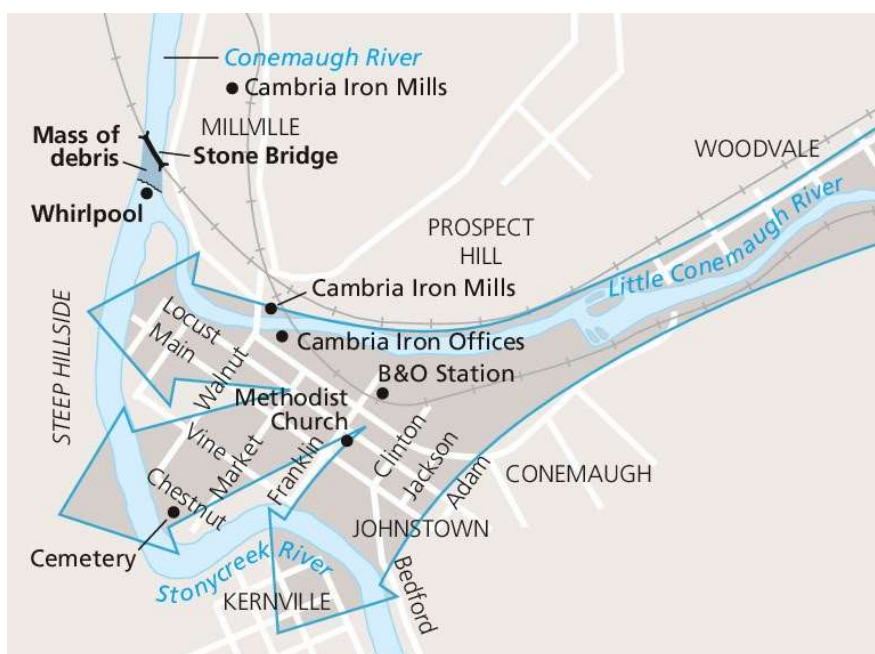 Conemaugh River
Cambria Iron Mills
MILLVILLE
Mass of
debris
Stone Bridge
WOODVALE
Whirlpool
PROSPECT
HILL
Little Conemaugh River
Cambria Iron Mills
STEEP HILLSIDE
Locust
Main
Cambria Iron Offices
Walnut
B&O Station
Methodist
Church
Vine
Market
Franklin
Clinton
Jackson
Adam
CONEMAUGH
Chestnut
JOHNSTOWN
Cemetery
Stonycreek River
KERNVILLE
Bedford